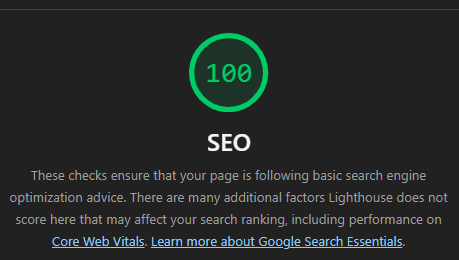 100
SEO
These checks ensure that your page is following basic search engine
optimization advice. There are many additional factors Lighthouse does not
score here that may affect your search ranking, including performance on
Core Web Vitals. Learn more about Google Search Essentials.